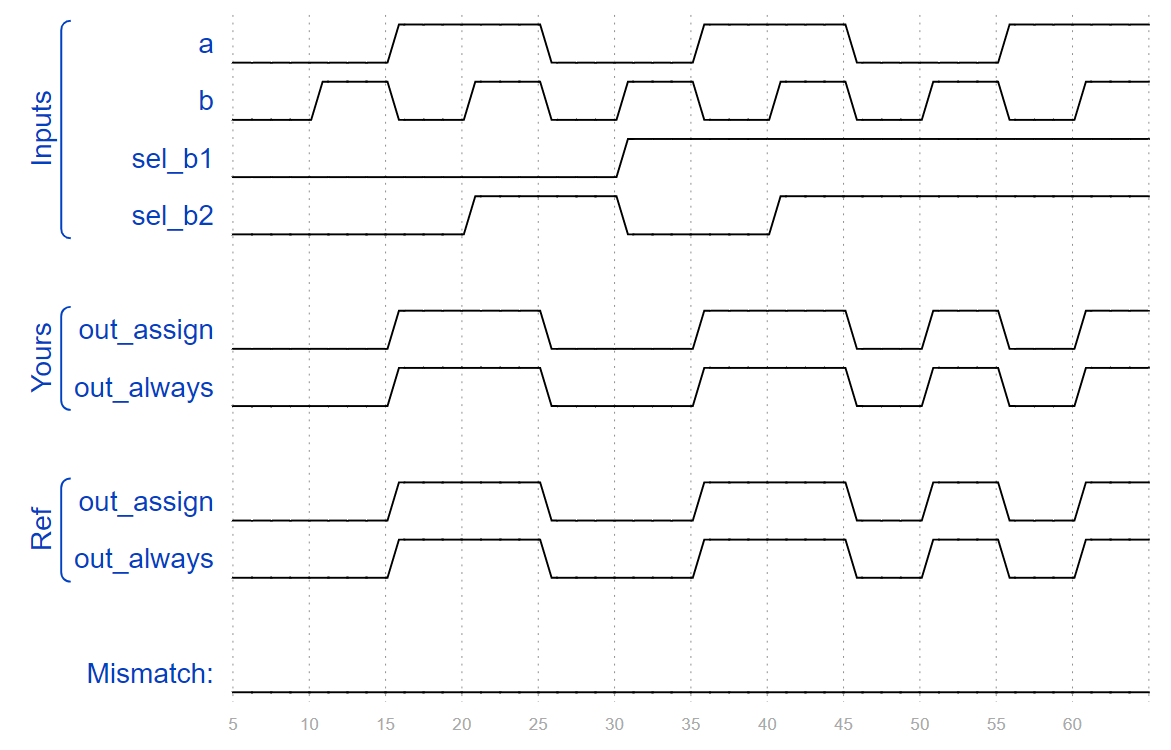 Inputs
a
b
sel_b1
sel_b2
Yours
out_assign
out_always
Ref
out_assign
out_always
Mismatch:
5 10 15 20 25 30 35 40 45 50 55 60